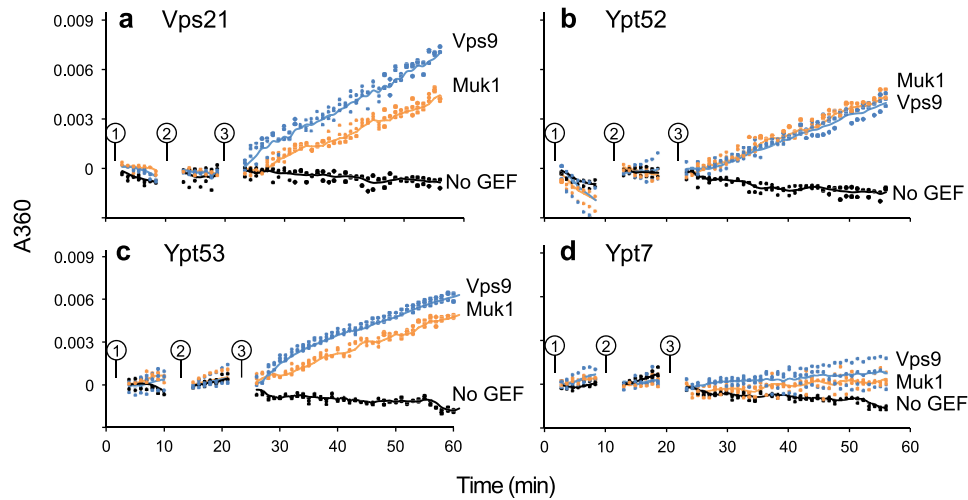 a Vps21
0.009
0.006
0.003
0
1 2 3
Vps9
Muk1
No GEF
b Ypt52
1 2 3
Muk1
Vps9
No GEF
A360
c Ypt53
0.009
0.006
0.003
0
1 2 3
Vps9
Muk1
No GEF
30 40 50 60
d Ypt7
1 2 3
Vps9
Muk1
No GEF
0 10 20 30 40 50 60
0 10 20
Time (min)